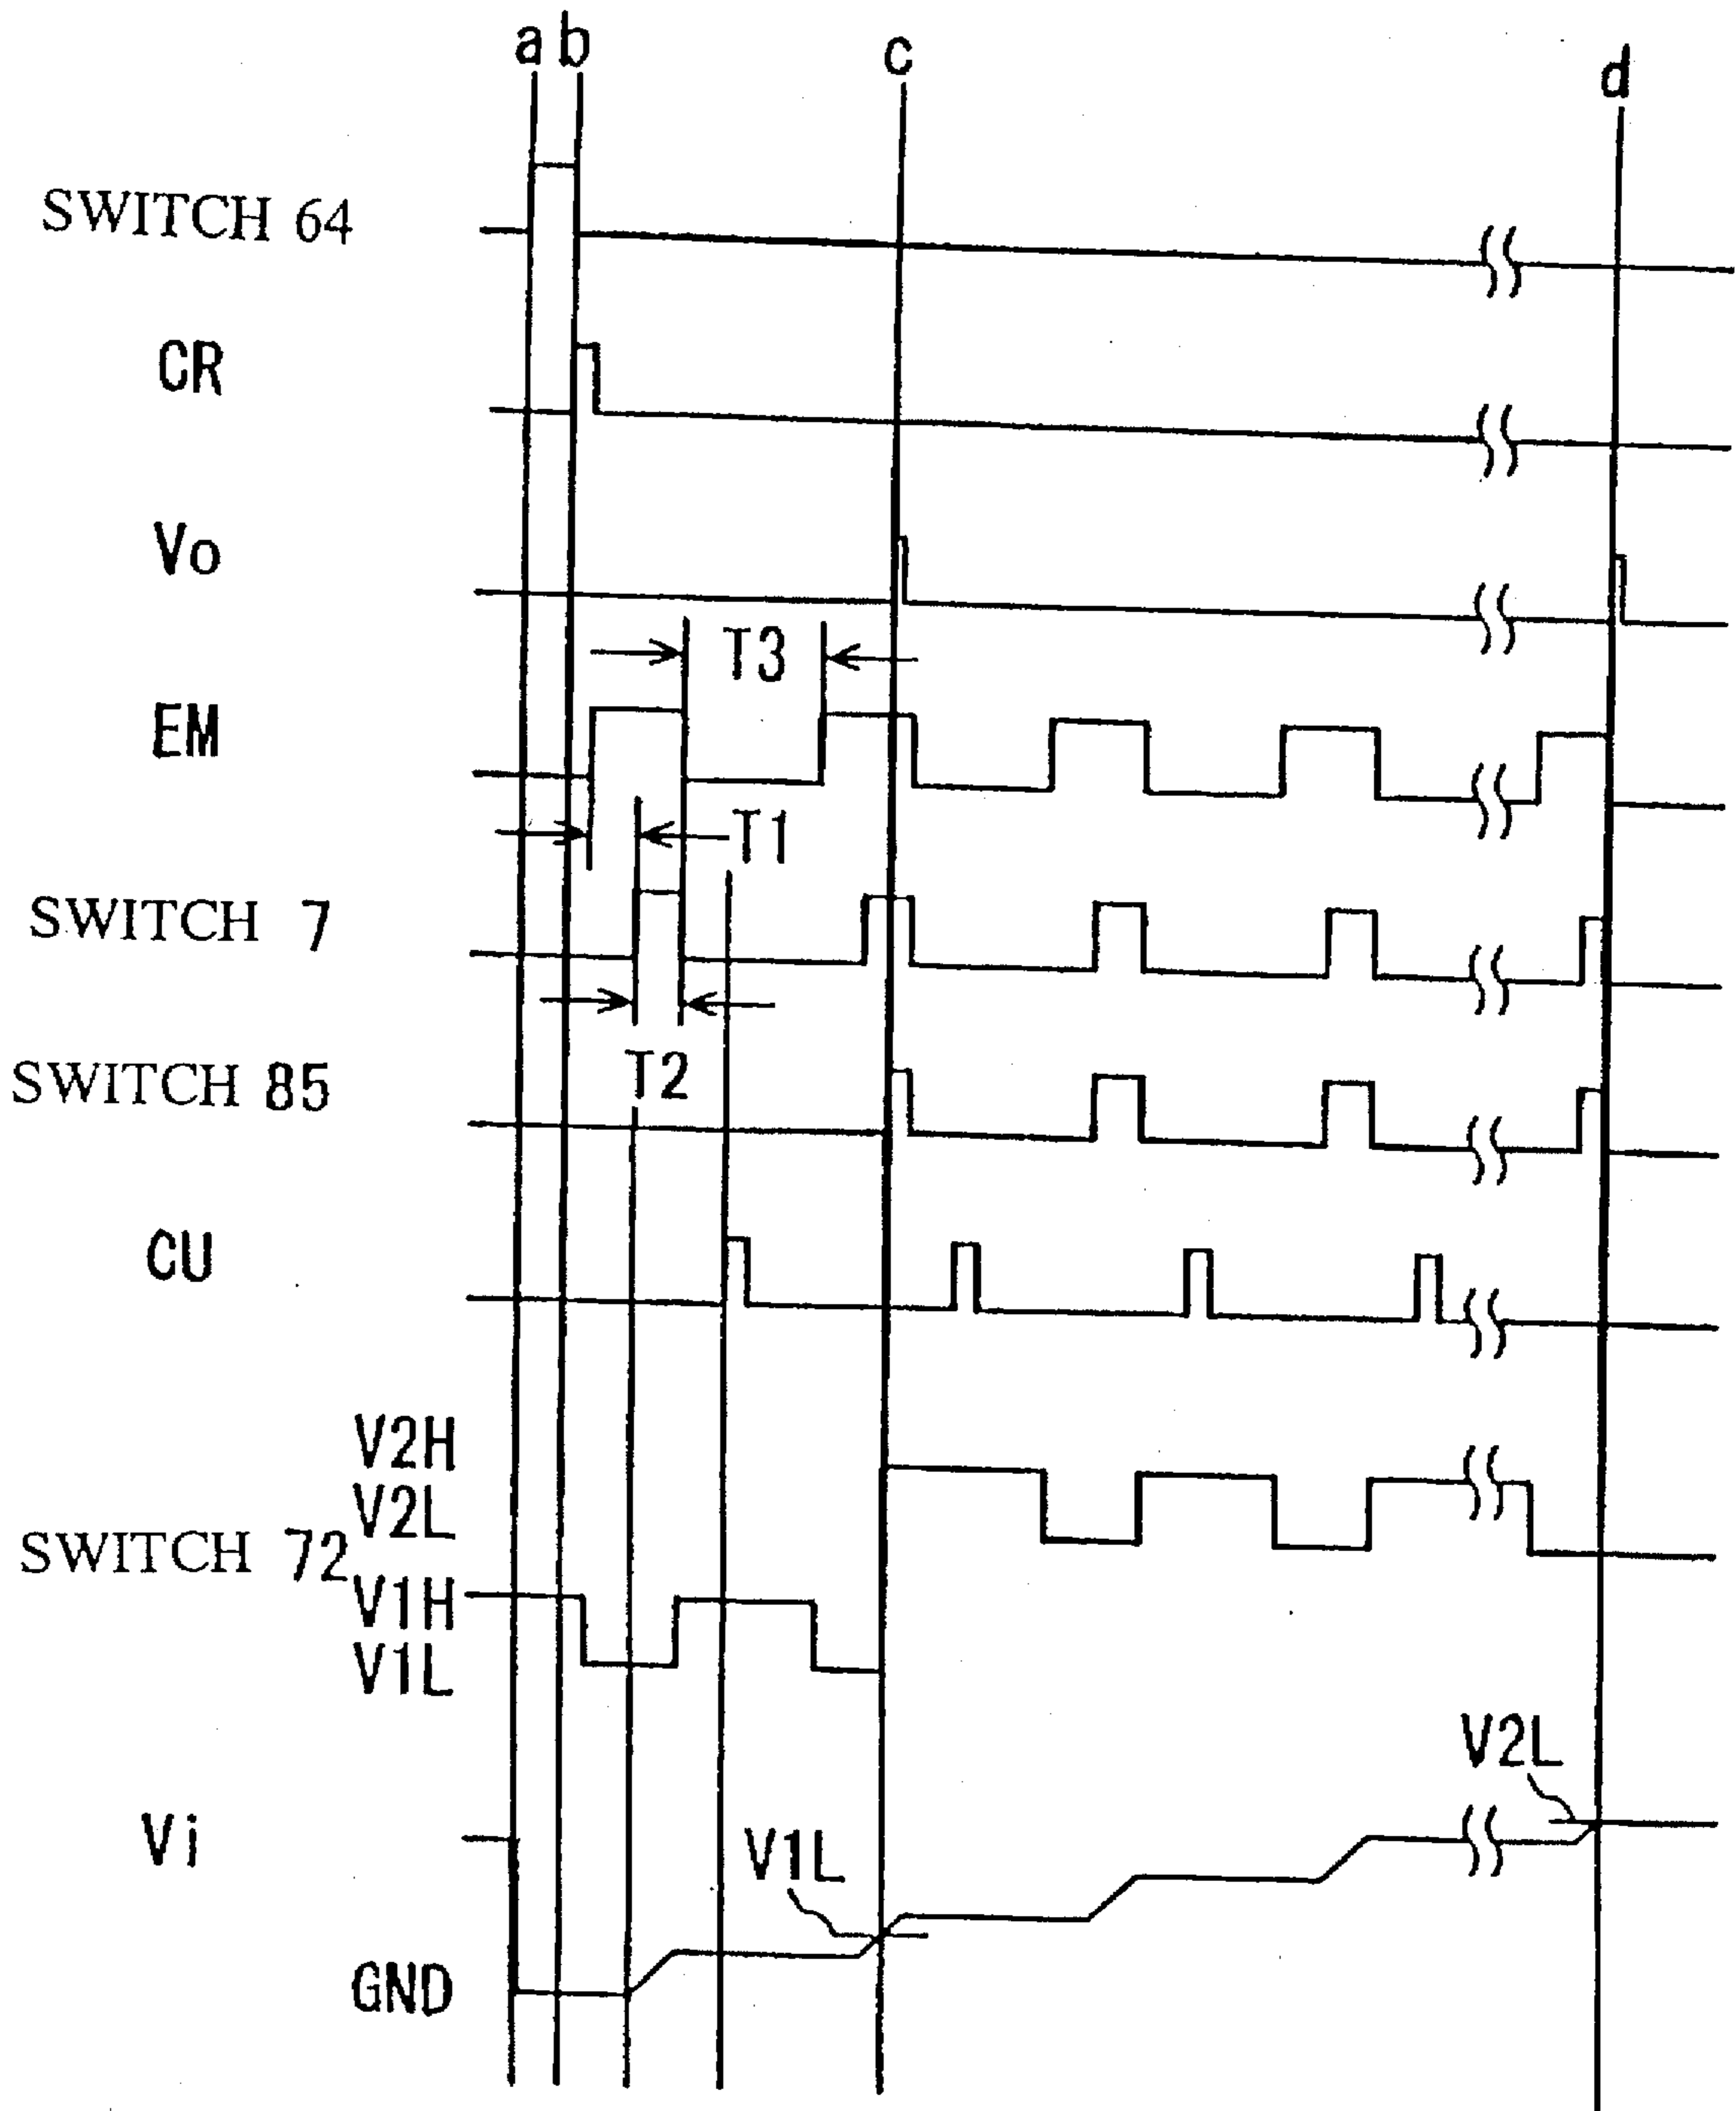 a b c d
SWITCH 64
CR
Vo
T3
EM
T1
SWITCH 7
T2
SWITCH 85
CU
V2H
V2L
SWITCH 72
V1H
V1L
V2L
Vi
V1L
GND